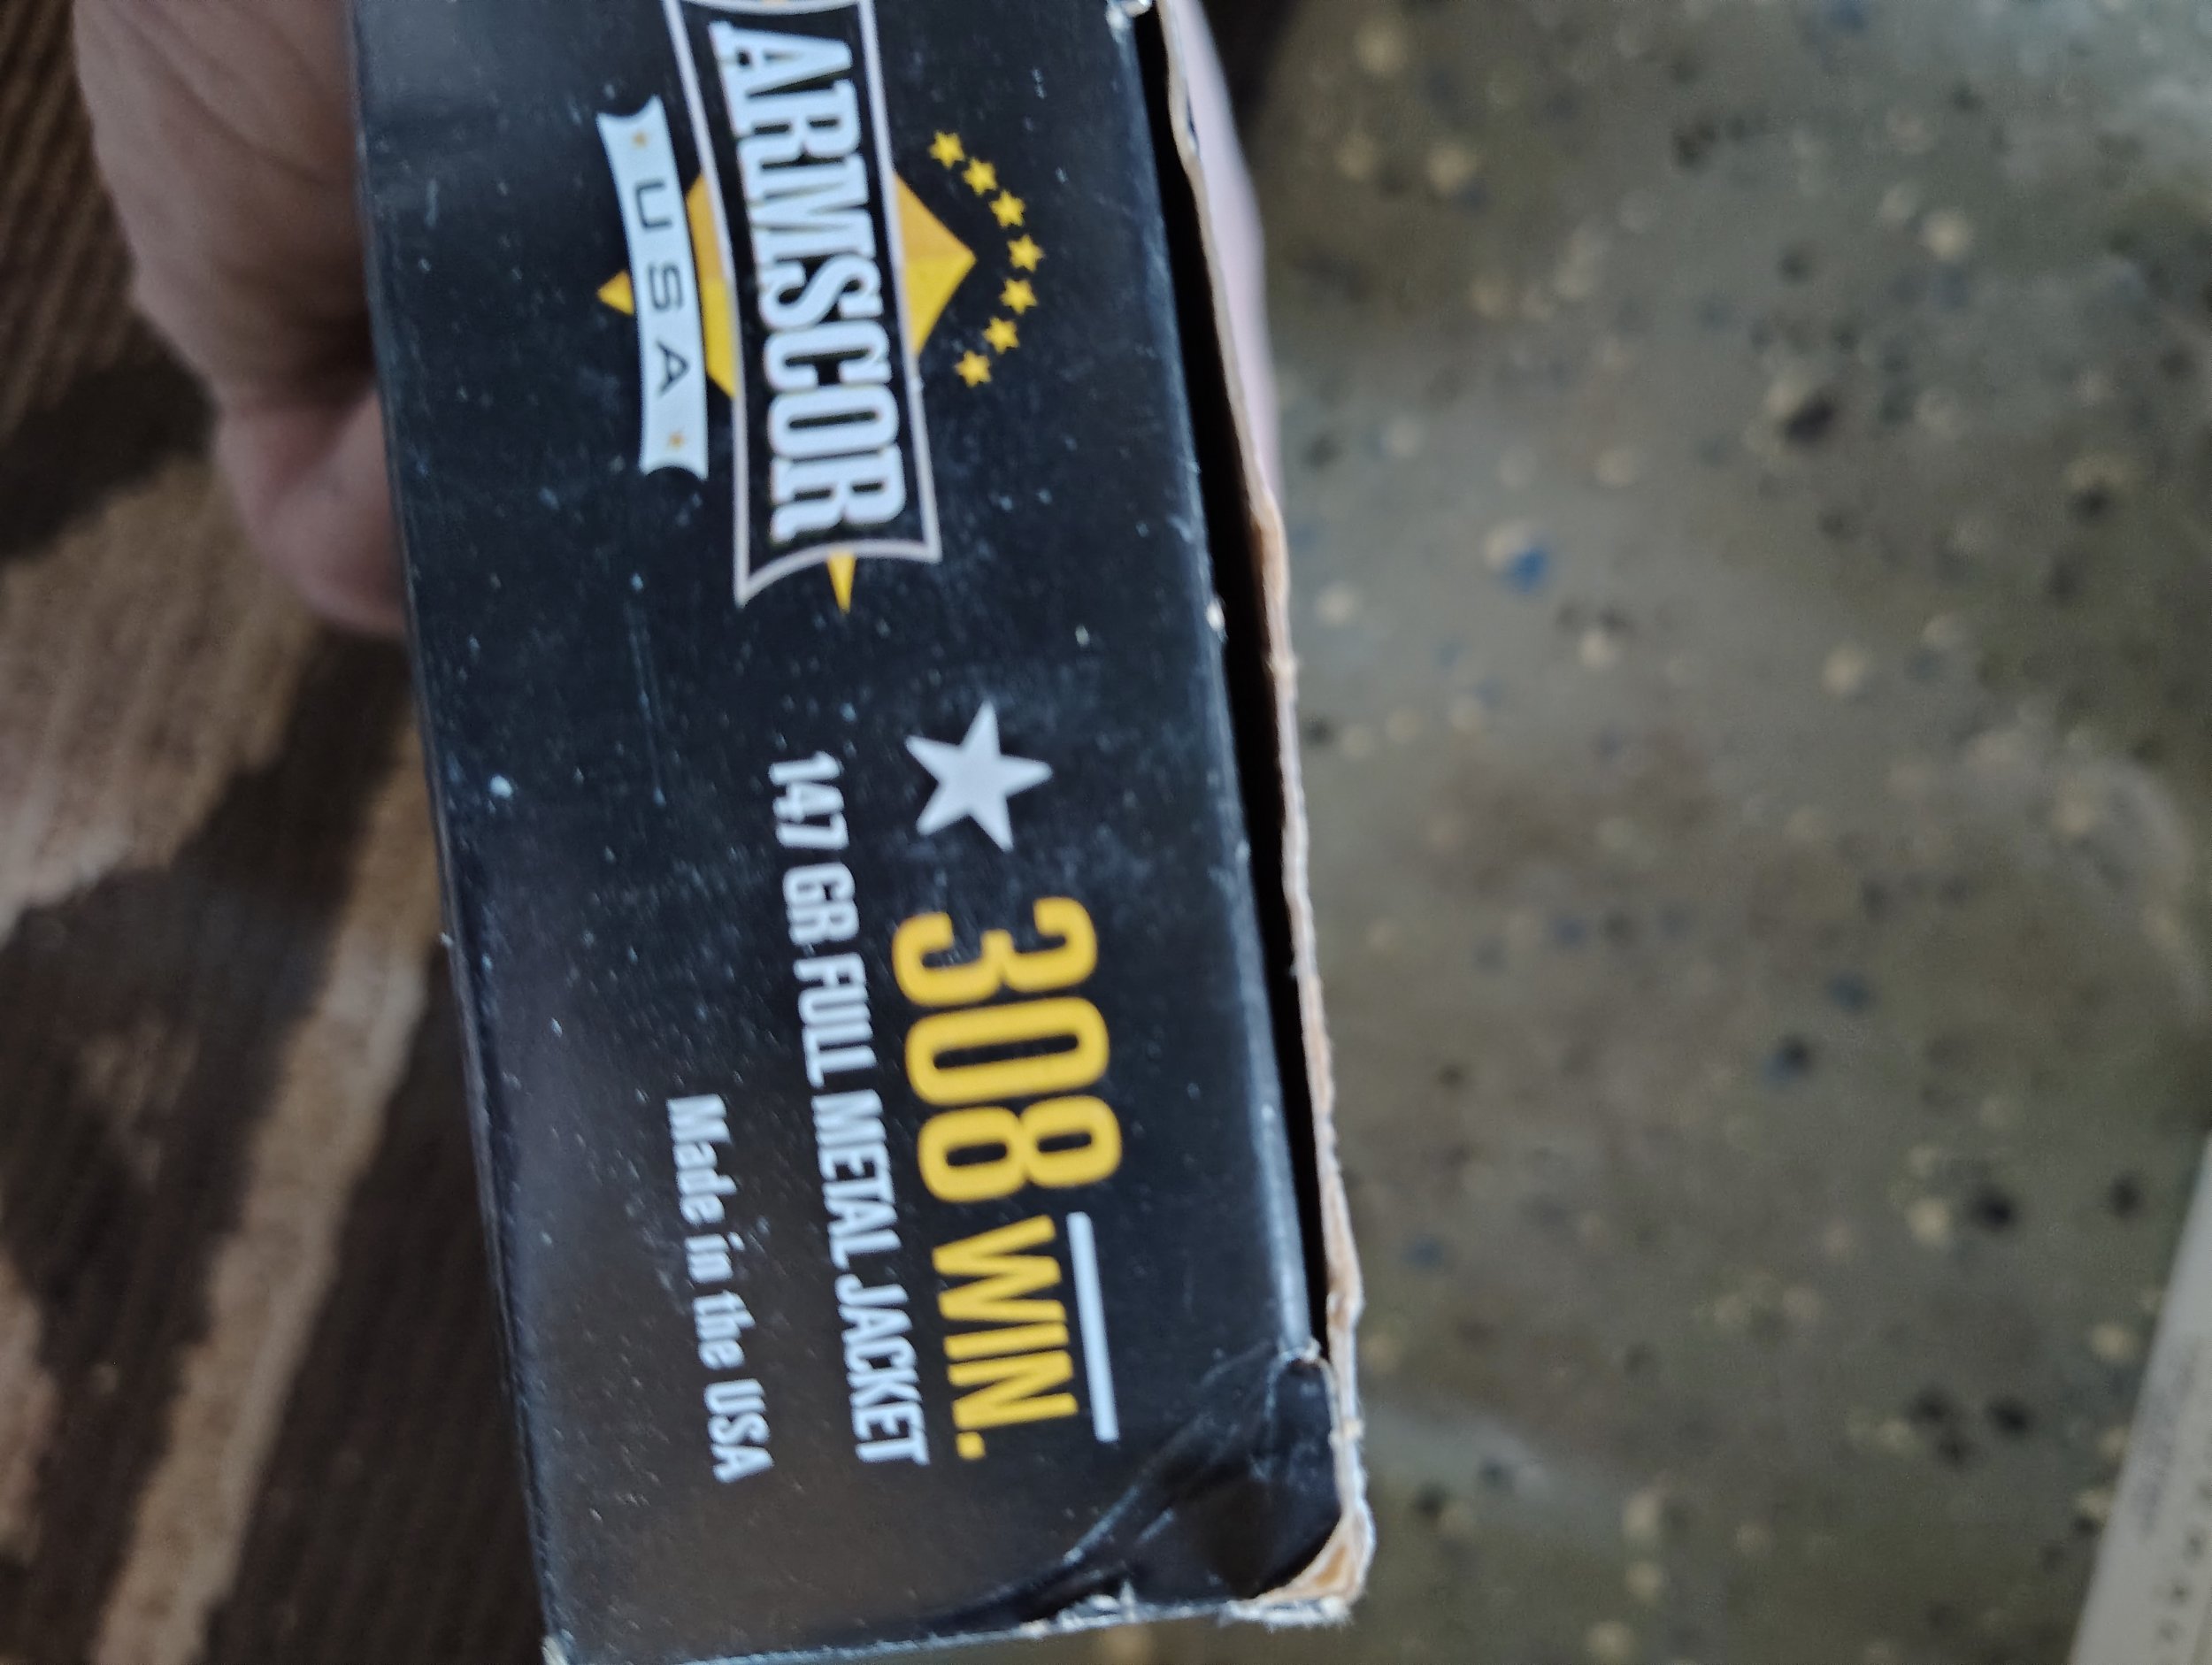 ARMSCOR
USA
308 WIN.
147 GR FULL METAL JACKET
Made in the USA